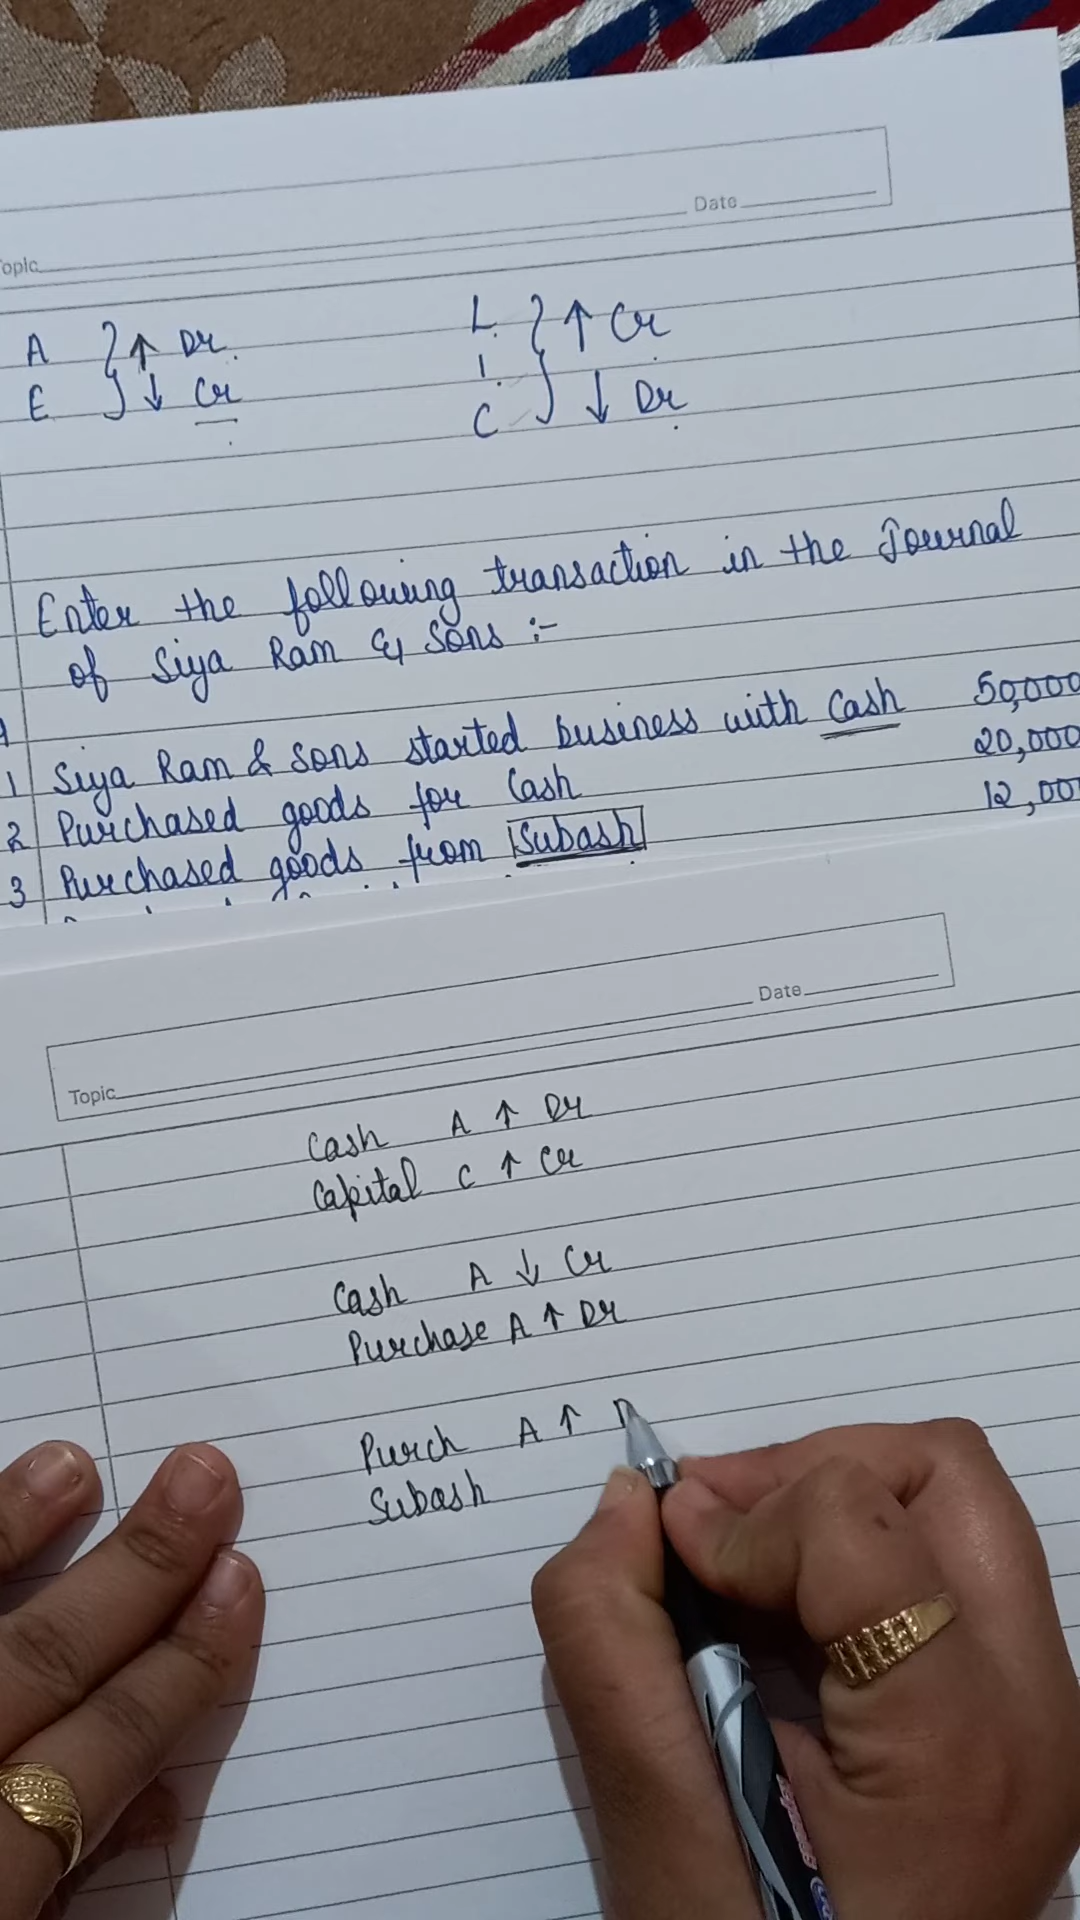 Date
Topic
A } ↑ Dr.
E } ↓ Cr
L } ↑ Cr
I
C } ↓ Dr
Enter the following transaction in the Journal
of Siya Ram & Sons :-
1 Siya Ram & Sons started business with Cash 50,000
2 Purchased goods for Cash 20,000
3 Purchased goods from Subash 12,00
Date
Topic
Cash A ↑ Dr
Capital C ↑ Cr
Cash A ↓ Cr
Purchase A ↑ Dr
Purch A ↑ D
Subash